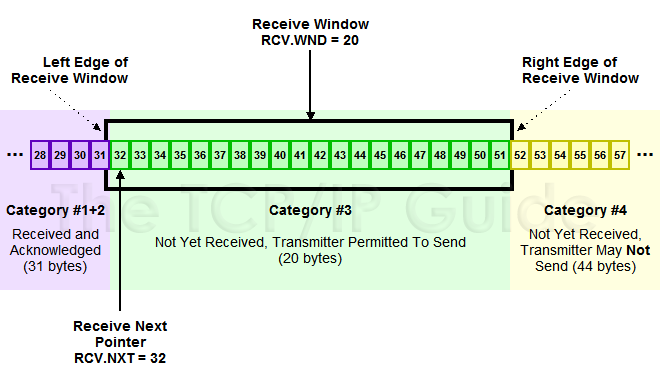 Receive Window
RCV.WND = 20
Left Edge of
Receive Window
Right Edge of
Receive Window
... 28 29 30 31 32 33 34 35 36 37 38 39 40 41 42 43 44 45 46 47 48 49 50 51 52 53 54 55 56 57 ...
The TCP/IP Guide
Category #1+2
Received and
Acknowledged
(31 bytes)
Category #3
Not Yet Received, Transmitter Permitted To Send
(20 bytes)
Category #4
Not Yet Received,
Transmitter May Not
Send (44 bytes)
Receive Next
Pointer
RCV.NXT = 32